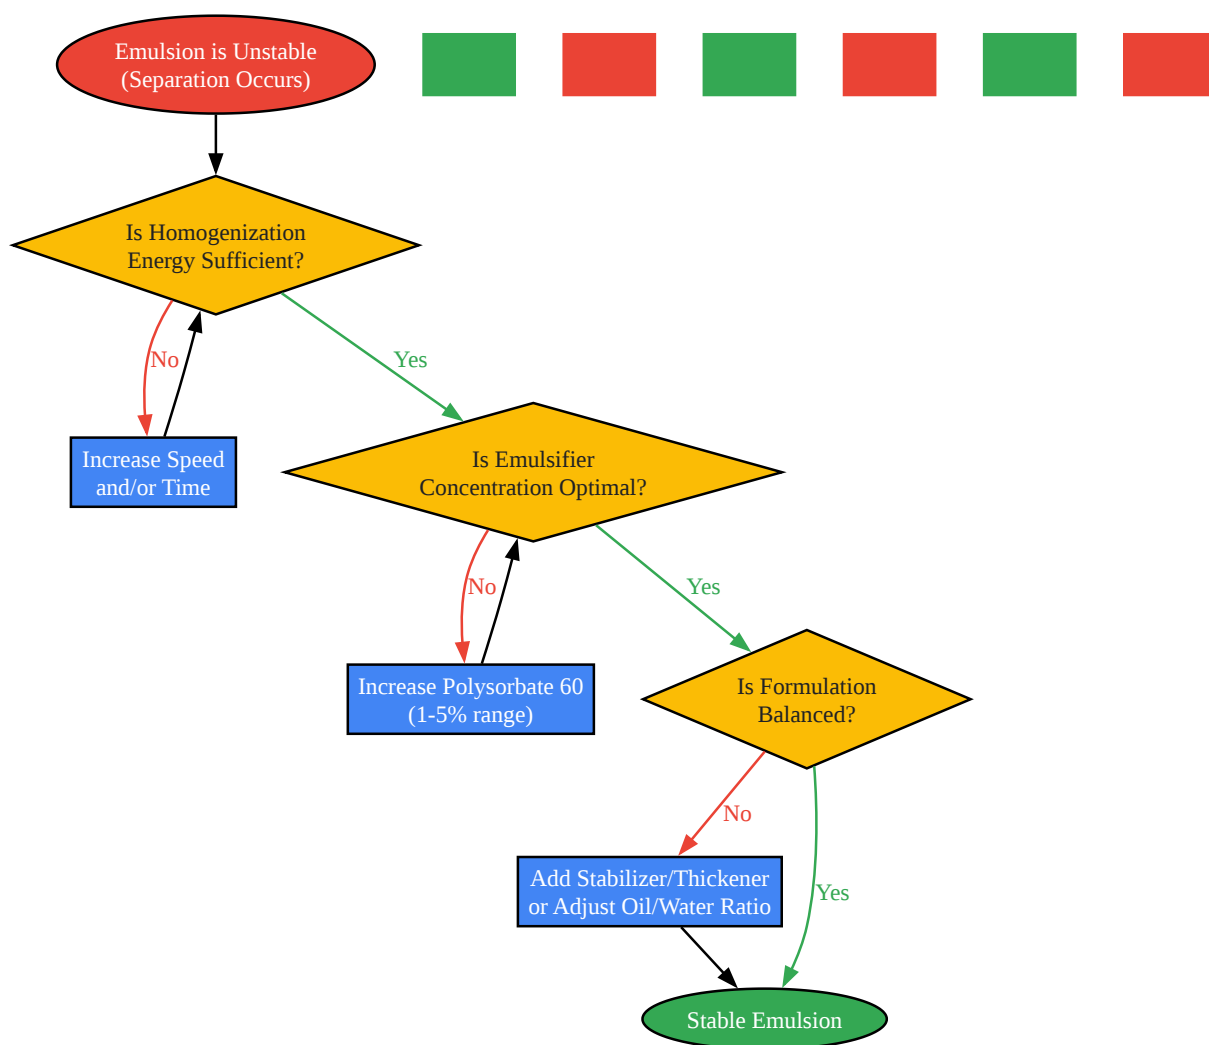 Emulsion is Unstable
(Separation Occurs)
Is Homogenization
Energy Sufficient?
No
Yes
Increase Speed
and/or Time
Is Emulsifier
Concentration Optimal?
No
Yes
Increase Polysorbate 60
(1-5% range)
Is Formulation
Balanced?
No
Yes
Add Stabilizer/Thickener
or Adjust Oil/Water Ratio
Stable Emulsion